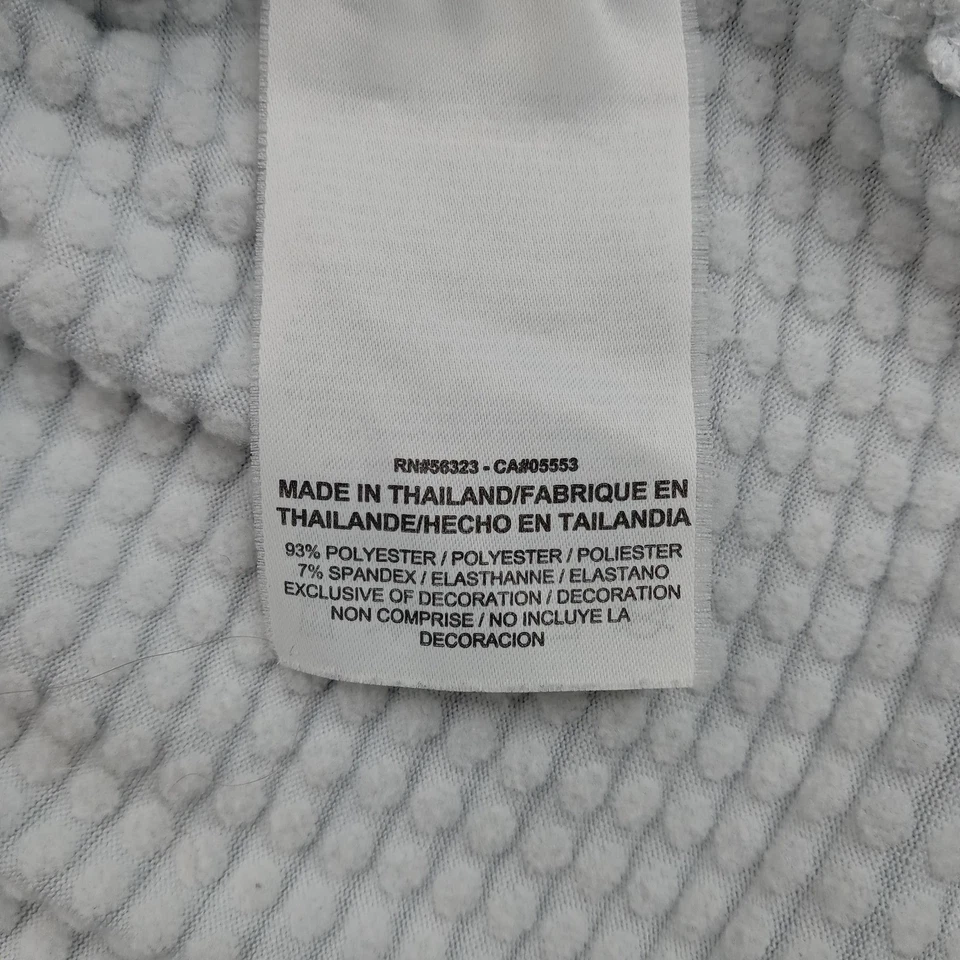 RN#56323 - CA#05553
MADE IN THAILAND/FABRIQUE EN
THAILANDE/HECHO EN TAILANDIA
93% POLYESTER / POLYESTER / POLIESTER
7% SPANDEX / ELASTHANNE / ELASTANO
EXCLUSIVE OF DECORATION / DECORATION
NON COMPRISE / NO INCLUYE LA
DECORACION